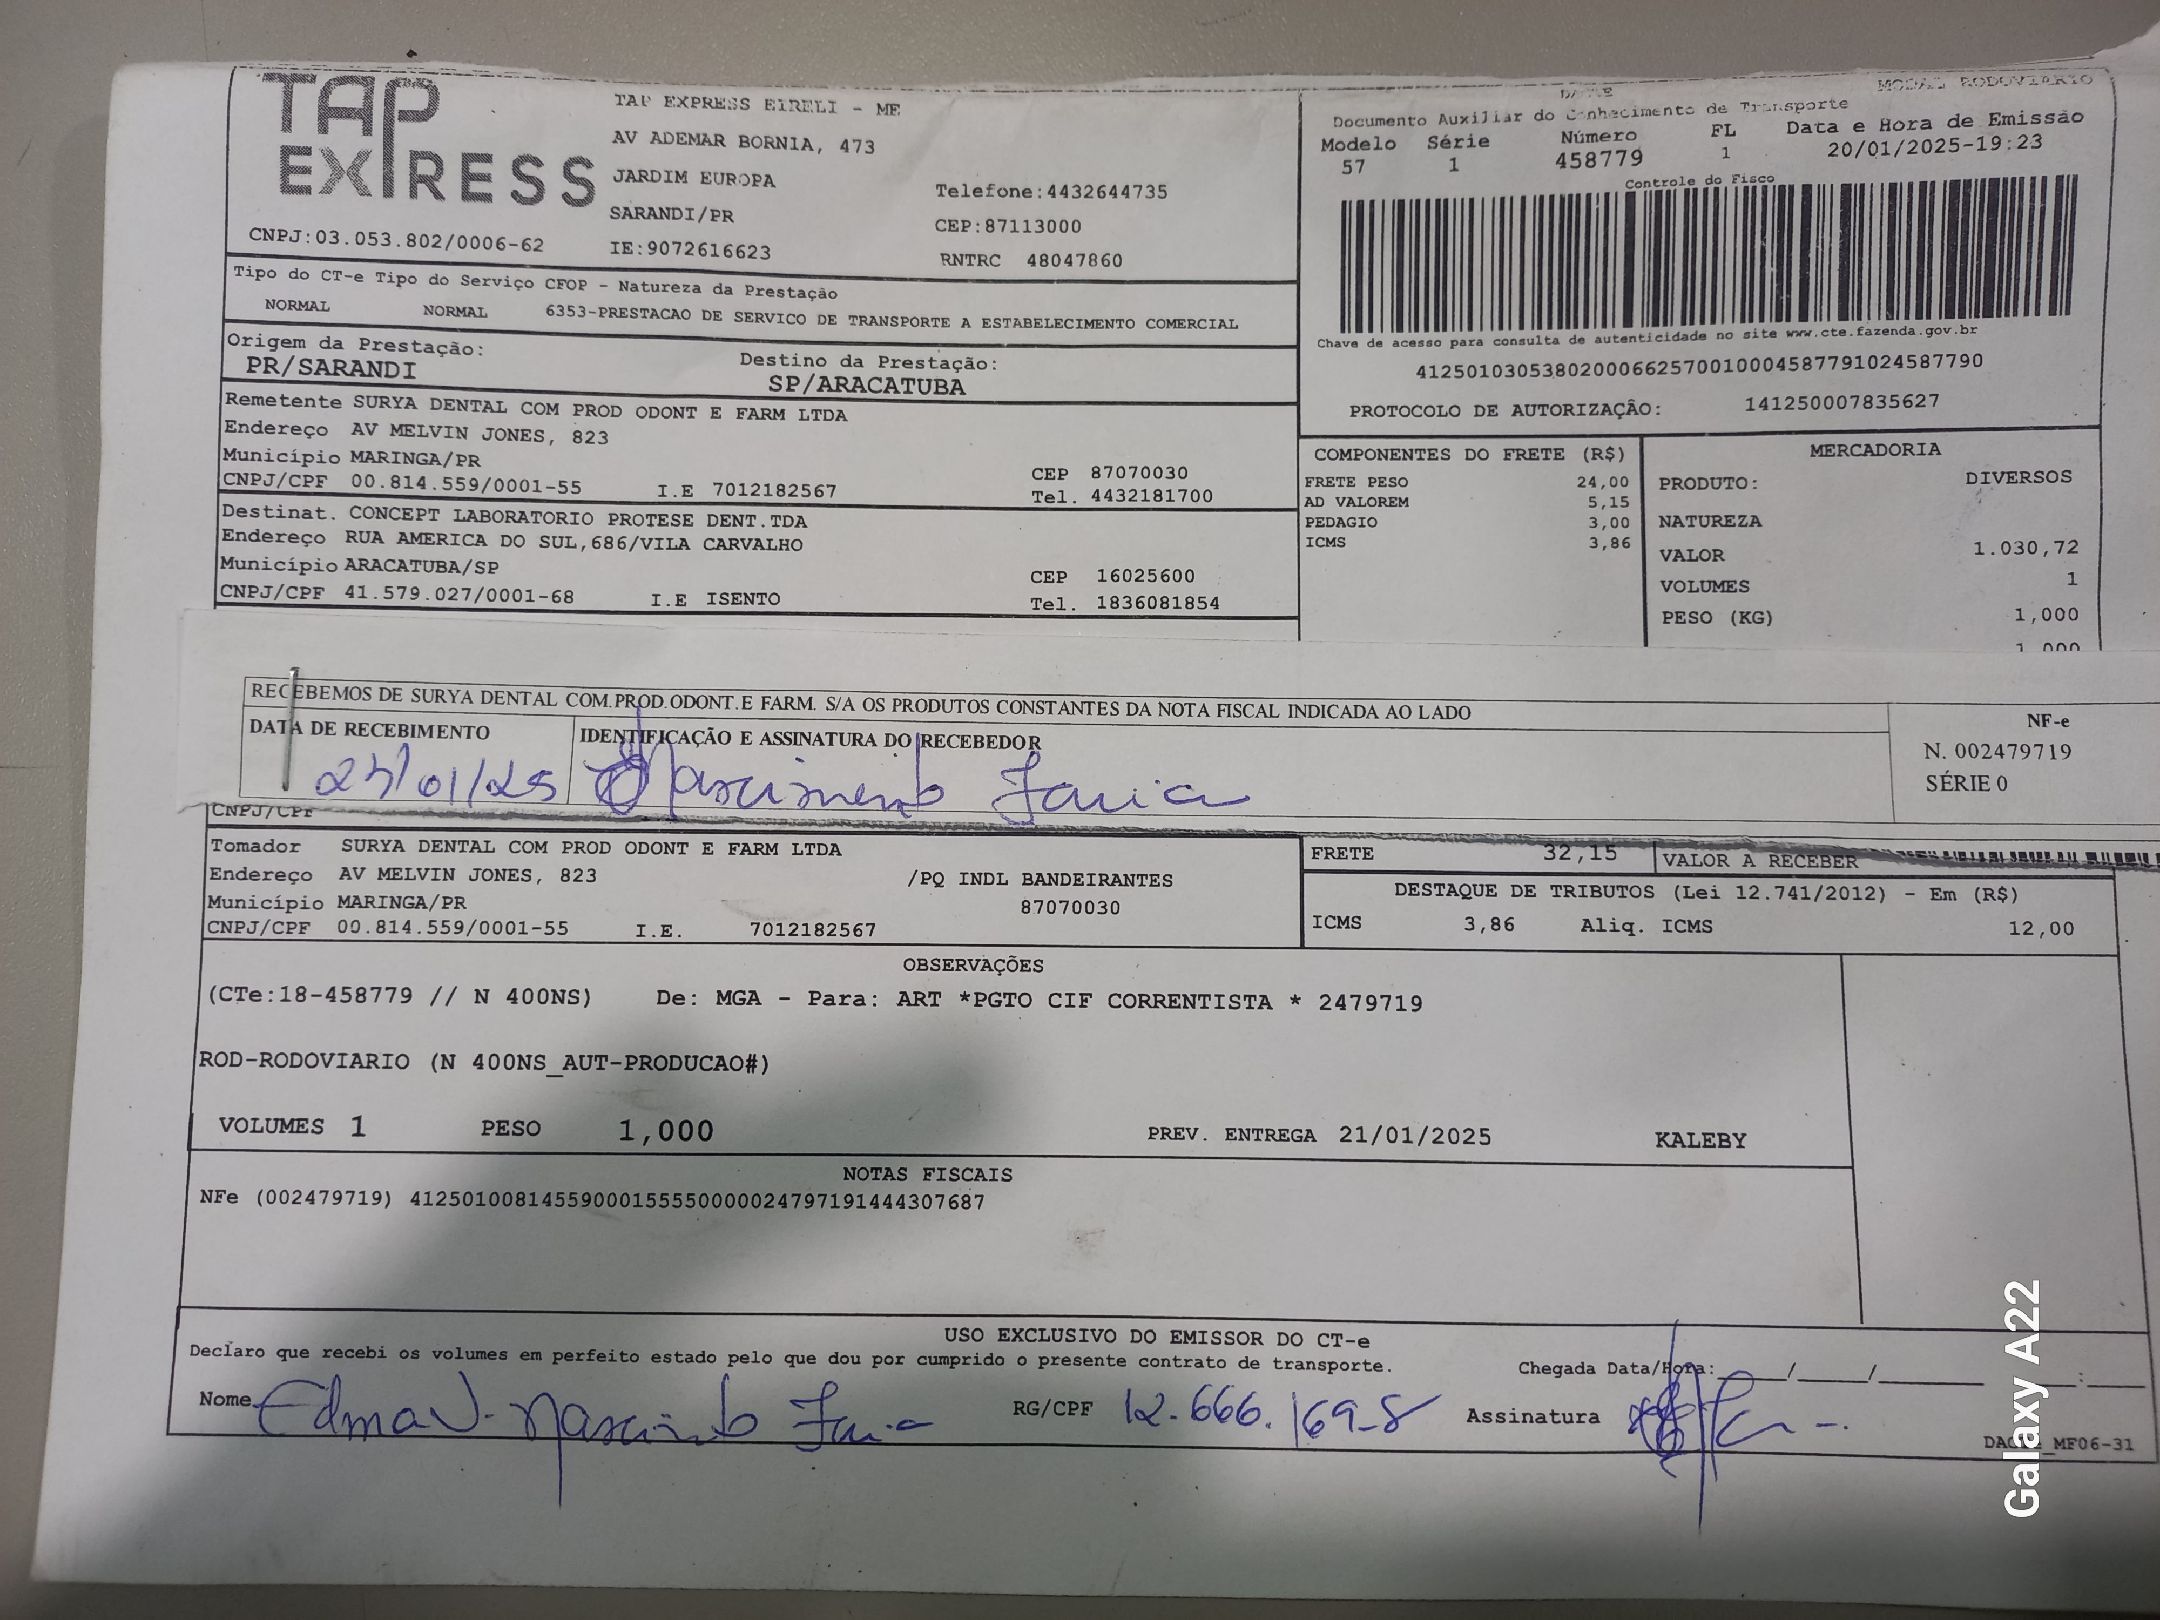 TAP EXPRESS
TAP EXPRESS EIRELI - ME
AV ADEMAR BORNIA, 473
JARDIM EUROPA
SARANDI/PR
IE:9072616623
Telefone:4432644735
CEP:87113000
RNTRC 48047860
CNPJ:03.053.802/0006-62
MODAL RODOVIARIO
Documento Auxiliar do Conhecimento de Transporte
Modelo Série Número FL Data e Hora de Emissão
57 1 458779 1 20/01/2025-19:23
Controle do Fisco
Chave de acesso para consulta de autenticidade no site www.cte.fazenda.gov.br
41250103053802000662570010004587791024587790
PROTOCOLO DE AUTORIZAÇÃO: 141250007835627
Tipo do CT-e Tipo do Serviço CFOP - Natureza da Prestação
NORMAL NORMAL 6353-PRESTACAO DE SERVICO DE TRANSPORTE A ESTABELECIMENTO COMERCIAL
Origem da Prestação: Destino da Prestação:
PR/SARANDI SP/ARACATUBA
Remetente SURYA DENTAL COM PROD ODONT E FARM LTDA
Endereço AV MELVIN JONES, 823
Município MARINGA/PR CEP 87070030
CNPJ/CPF 00.814.559/0001-55 I.E 7012182567 Tel. 4432181700
Destinat. CONCEPT LABORATORIO PROTESE DENT.TDA
Endereço RUA AMERICA DO SUL,686/VILA CARVALHO
Município ARACATUBA/SP CEP 16025600
CNPJ/CPF 41.579.027/0001-68 I.E ISENTO Tel. 1836081854
COMPONENTES DO FRETE (R$)
FRETE PESO 24,00
AD VALOREM 5,15
PEDAGIO 3,00
ICMS 3,86
MERCADORIA
PRODUTO: DIVERSOS
NATUREZA
VALOR 1.030,72
VOLUMES 1
PESO (KG) 1,000
1,000
RECEBEMOS DE SURYA DENTAL COM.PROD.ODONT.E FARM. S/A OS PRODUTOS CONSTANTES DA NOTA FISCAL INDICADA AO LADO
DATA DE RECEBIMENTO IDENTIFICAÇÃO E ASSINATURA DO RECEBEDOR
/01/25 Nascimento Faria
NF-e
N. 002479719
SÉRIE 0
CNPJ/CPF
Tomador SURYA DENTAL COM PROD ODONT E FARM LTDA
Endereço AV MELVIN JONES, 823 /PQ INDL BANDEIRANTES
Município MARINGA/PR 87070030
CNPJ/CPF 00.814.559/0001-55 I.E. 7012182567
FRETE 32,15 VALOR A RECEBER
DESTAQUE DE TRIBUTOS (Lei 12.741/2012) - Em (R$)
ICMS 3,86 Aliq. ICMS 12,00
OBSERVAÇÕES
(CTe:18-458779 // N 400NS) De: MGA - Para: ART *PGTO CIF CORRENTISTA * 2479719
ROD-RODOVIARIO (N 400NS_AUT-PRODUCAO#)
VOLUMES 1 PESO 1,000 PREV. ENTREGA 21/01/2025 KALEBY
NOTAS FISCAIS
NFe (002479719) 41250100814559000155550000024797191444307687
USO EXCLUSIVO DO EMISSOR DO CT-e
Declaro que recebi os volumes em perfeito estado pelo que dou por cumprido o presente contrato de transporte. Chegada Data/Hora:____/____/________ ____:____
Nome Edma N. Nascimento Faria RG/CPF 12.666.169-8 Assinatura
MF06-31
Galaxy A22